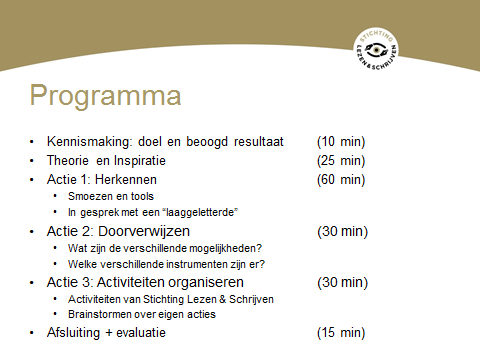 STICHTING
LEZEN & SCHRIJVEN
Programma
• Kennismaking: doel en beoogd resultaat (10 min)
• Theorie en Inspiratie (25 min)
• Actie 1: Herkennen (60 min)
• Smoezen en tools
• In gesprek met een “laaggeletterde”
• Actie 2: Doorverwijzen (30 min)
• Wat zijn de verschillende mogelijkheden?
• Welke verschillende instrumenten zijn er?
• Actie 3: Activiteiten organiseren (30 min)
• Activiteiten van Stichting Lezen & Schrijven
• Brainstormen over eigen acties
• Afsluiting + evaluatie (15 min)